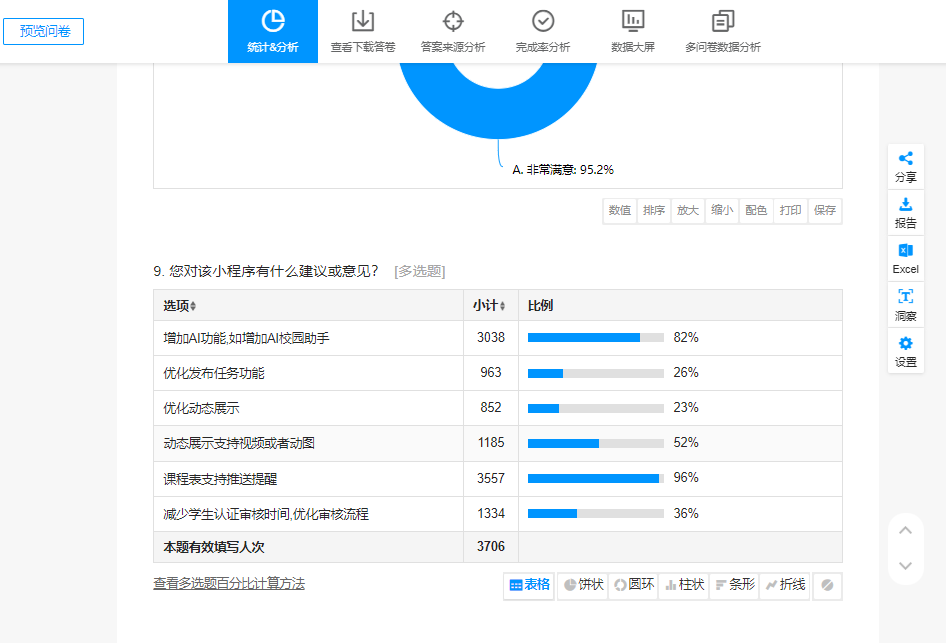 预览问卷
统计&分析
查看下载答卷
答案来源分析
完成率分析
数据大屏
多问卷数据分析
A. 非常满意: 95.2%
数值 排序 放大 缩小 配色 打印 保存
分享
报告
Excel
洞察
设置
9. 您对该小程序有什么建议或意见? [多选题]
选项 小计 比例
增加AI功能,如增加AI校园助手 3038 82%
优化发布任务功能 963 26%
优化动态展示 852 23%
动态展示支持视频或者动图 1185 52%
课程表支持推送提醒 3557 96%
减少学生认证审核时间,优化审核流程 1334 36%
本题有效填写人次 3706
查看多选题百分比计算方法
表格 饼状 圆环 柱状 条形 折线